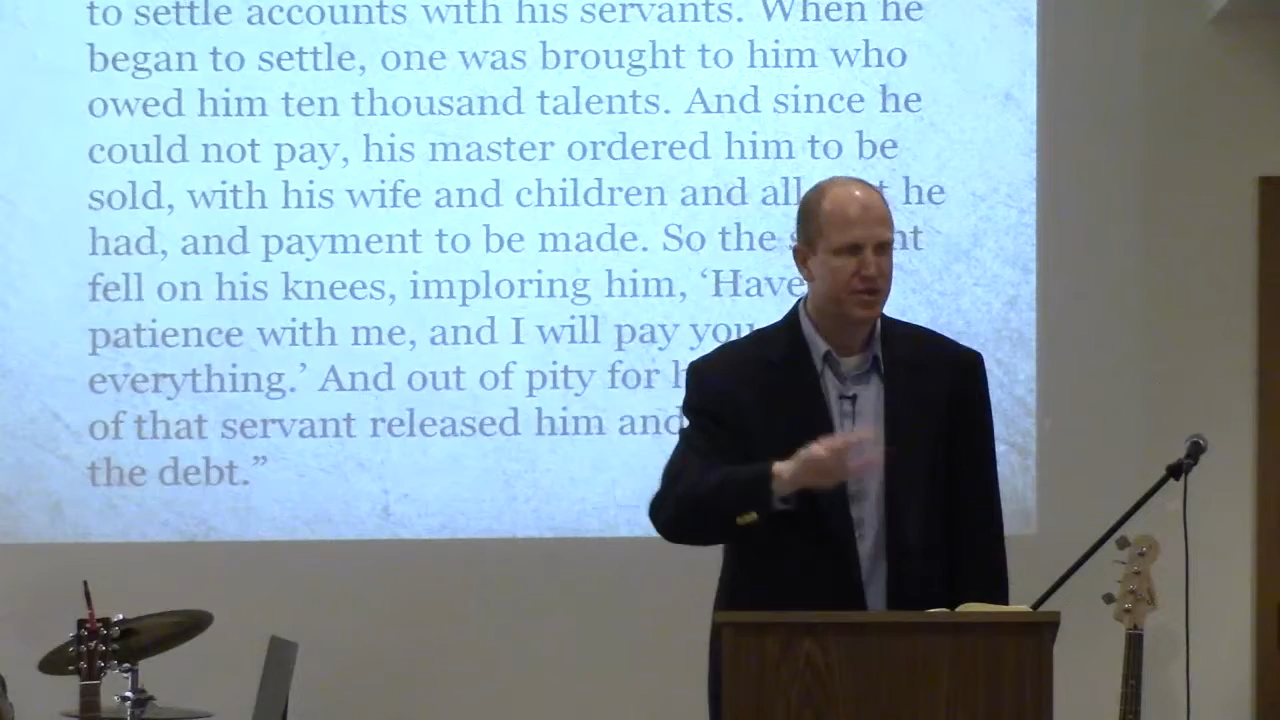 to settle accounts with his servants. When he
began to settle, one was brought to him who
owed him ten thousand talents. And since he
could not pay, his master ordered him to be
sold, with his wife and children and all he
had, and payment to be made. So the
fell on his knees, imploring him, ‘Have
patience with me, and I will pay you
everything.’ And out of pity for
of that servant released him and
the debt.”